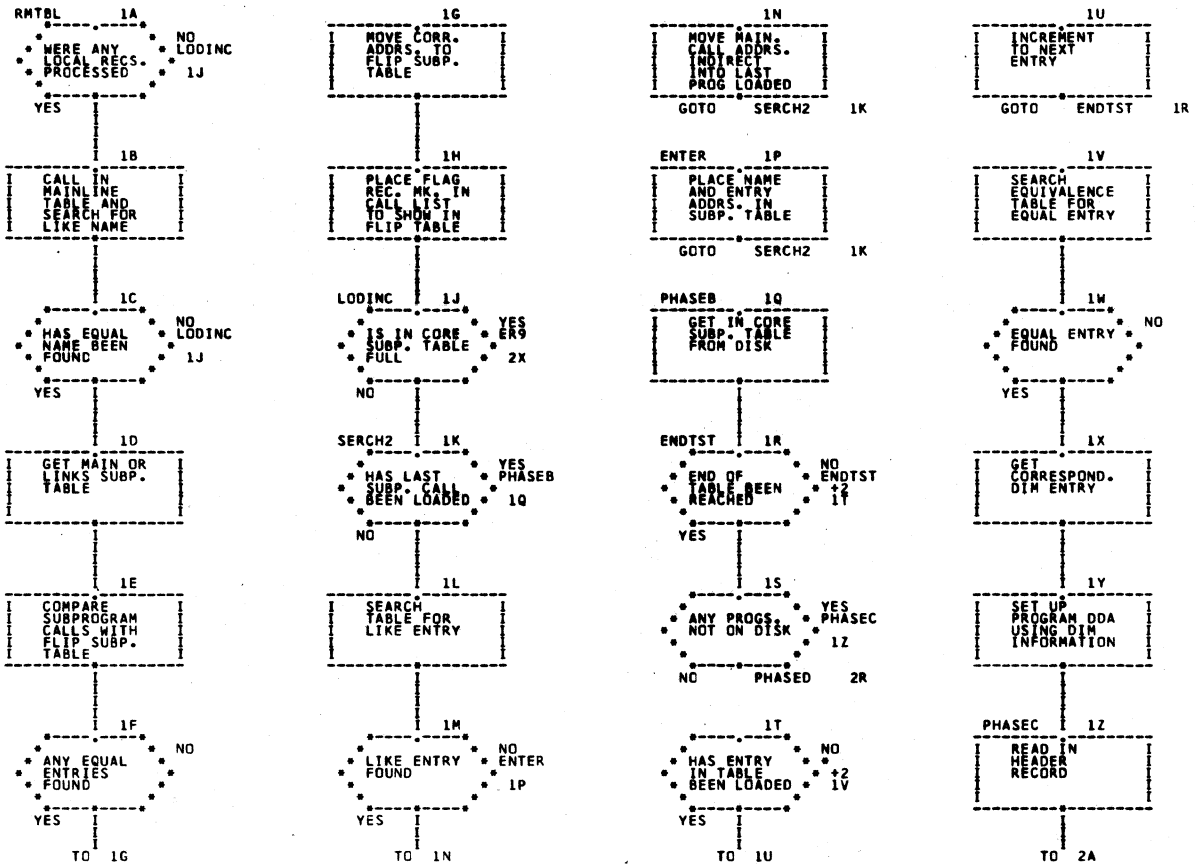 RMTBL 1A
WERE ANY
LOCAL RECS.
PROCESSED
NO
LODINC
1J
YES
1B
CALL IN
MAINLINE
TABLE AND
SEARCH FOR
LIKE NAME
1C
HAS EQUAL
NAME BEEN
FOUND
NO
LODINC
1J
YES
1D
GET MAIN OR
LINKS SUBP.
TABLE
1E
COMPARE
SUBPROGRAM
CALLS WITH
FLIP SUBP.
TABLE
1F
ANY EQUAL
ENTRIES
FOUND
NO
YES
TO 1G
1G
MOVE CORR.
ADDRS. TO
FLIP SUBP.
TABLE
1H
PLACE FLAG
REC. MK. IN
CALL LIST
TO SHOW IN
FLIP TABLE
LODINC 1J
IS IN CORE
SUBP. TABLE
FULL
YES
ER9
2X
NO
SERCH2 1K
HAS LAST
SUBP. CALL
BEEN LOADED
YES
PHASEB
1Q
NO
1L
SEARCH
TABLE FOR
LIKE ENTRY
1M
LIKE ENTRY
FOUND
NO
ENTER
1P
YES
TO 1N
1N
MOVE MAIN.
CALL ADDRS.
INDIRECT
INTO LAST
PROG LOADED
GOTO SERCH2 1K
ENTER 1P
PLACE NAME
AND ENTRY
ADDRS. IN
SUBP. TABLE
GOTO SERCH2 1K
PHASEB 1Q
GET IN CORE
SUBP. TABLE
FROM DISK
ENDTST 1R
END OF
TABLE BEEN
REACHED
NO
ENDTST
+2
1T
YES
1S
ANY PROGS.
NOT ON DISK
YES
PHASEC
1Z
NO PHASED 2R
1T
HAS ENTRY
IN TABLE
BEEN LOADED
NO
+2
1V
YES
TO 1U
1U
INCREMENT
TO NEXT
ENTRY
GOTO ENDTST 1R
1V
SEARCH
EQUIVALENCE
TABLE FOR
EQUAL ENTRY
1W
EQUAL ENTRY
FOUND
NO
YES
1X
GET
CORRESPOND.
DIM ENTRY
1Y
SET UP
PROGRAM DDA
USING DIM
INFORMATION
PHASEC 1Z
READ IN
HEADER
RECORD
TO 2A